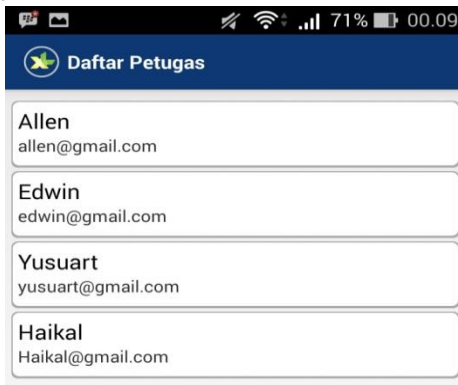 71% 00.09
Daftar Petugas
Allen
allen@gmail.com
Edwin
edwin@gmail.com
Yusuart
yusuart@gmail.com
Haikal
Haikal@gmail.com